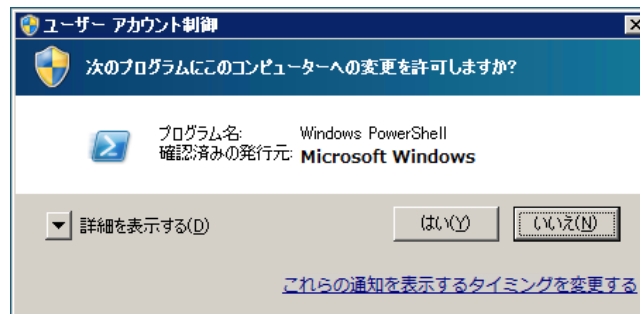 ユーザー アカウント制御
次のプログラムにこのコンピューターへの変更を許可しますか?
プログラム名: Windows PowerShell
確認済みの発行元: Microsoft Windows
詳細を表示する(D)
はい(Y)
いいえ(N)
これらの通知を表示するタイミングを変更する